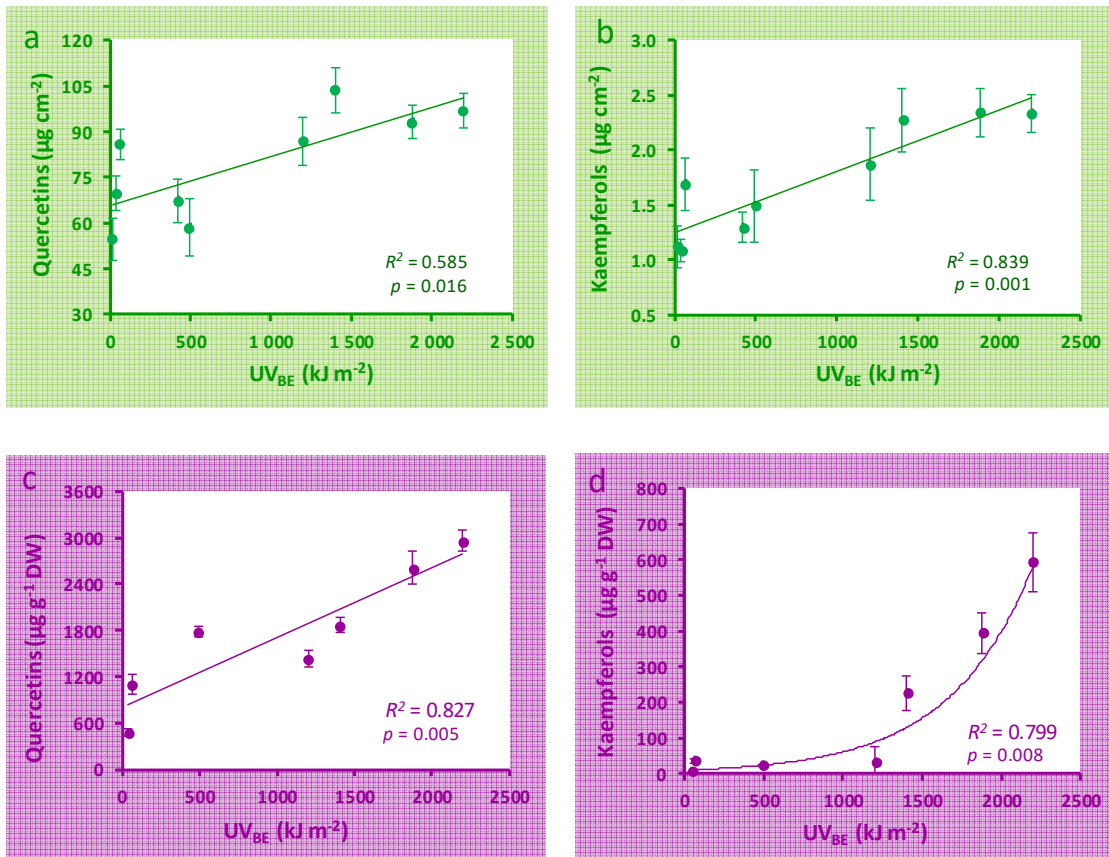 a
Quercetins (µg cm-2)
120
105
90
75
60
45
30
R² = 0.585
p = 0.016
0 500 1 000 1 500 2 000 2 500
UVBE (kJ m-2)
b
Kaempferols (µg cm-2)
3.0
2.5
2.0
1.5
1.0
0.5
R² = 0.839
p = 0.001
0 500 1000 1500 2000 2500
UVBE (kJ m-2)
c
Quercetins (µg g-1 DW)
3600
3000
2400
1800
1200
600
0
R² = 0.827
p = 0.005
0 500 1000 1500 2000 2500
UVBE (kJ m-2)
d
Kaempferols (µg g-1 DW)
800
700
600
500
400
300
200
100
0
R² = 0.799
p = 0.008
0 500 1000 1500 2000 2500
UVBE (kJ m-2)